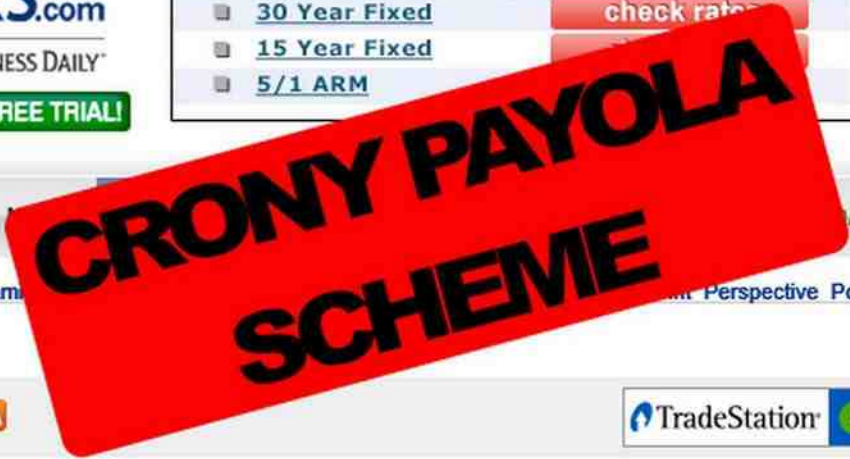 S.com
NESS DAILY
REE TRIAL!
30 Year Fixed
check rates
15 Year Fixed
5/1 ARM
CRONY PAYOLA
SCHEME
Perspective
TradeStation